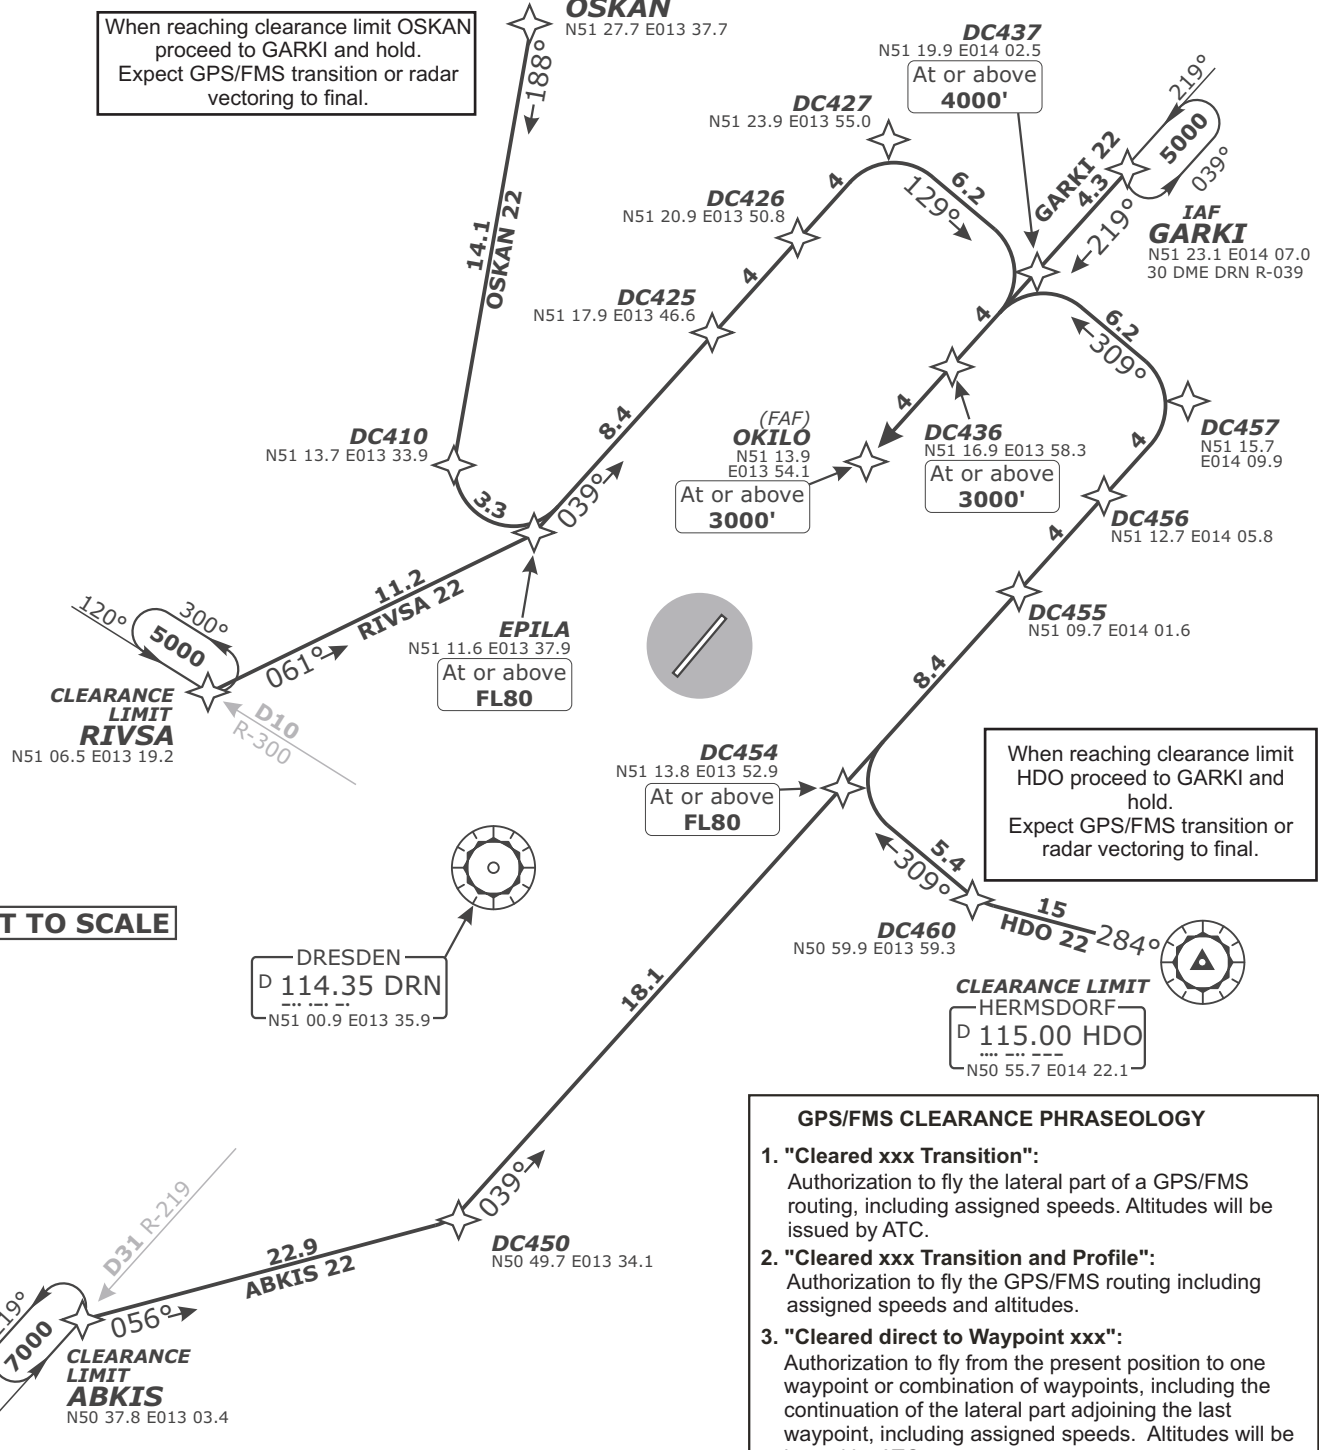 OSKAN
N51 27.7 E013 37.7
When reaching clearance limit OSKAN
proceed to GARKI and hold.
Expect GPS/FMS transition or radar
vectoring to final.
188°
14.1
OSKAN 22
DC437
N51 19.9 E014 02.5
At or above
4000'
DC427
N51 23.9 E013 55.0
219°
5000
039°
GARKI 22
4.3
219°
IAF
GARKI
N51 23.1 E014 07.0
30 DME DRN R-039
4
6.2
129°
DC426
N51 20.9 E013 50.8
4
DC425
N51 17.9 E013 46.6
4
6.2
309°
8.4
DC410
N51 13.7 E013 33.9
3.3
039°
(FAF)
OKILO
N51 13.9
E013 54.1
At or above
3000'
4
DC436
N51 16.9 E013 58.3
At or above
3000'
DC457
N51 15.7
E014 09.9
4
DC456
N51 12.7 E014 05.8
4
DC455
N51 09.7 E014 01.6
8.4
11.2
RIVSA 22
061°
EPILA
N51 11.6 E013 37.9
At or above
FL80
120°
300°
5000
CLEARANCE
LIMIT
RIVSA
N51 06.5 E013 19.2
D10
R-300
DC454
N51 13.8 E013 52.9
At or above
FL80
When reaching clearance limit
HDO proceed to GARKI and
hold.
Expect GPS/FMS transition or
radar vectoring to final.
5.4
309°
DC460
N50 59.9 E013 59.3
15
HDO 22
284°
CLEARANCE LIMIT
HERMSDORF
D 115.00 HDO
N50 55.7 E014 22.1
T TO SCALE
DRESDEN
D 114.35 DRN
N51 00.9 E013 35.9
18.1
039°
DC450
N50 49.7 E013 34.1
D31 R-219
22.9
ABKIS 22
056°
19°
7000
CLEARANCE
LIMIT
ABKIS
N50 37.8 E013 03.4
GPS/FMS CLEARANCE PHRASEOLOGY
1. "Cleared xxx Transition":
Authorization to fly the lateral part of a GPS/FMS
routing, including assigned speeds. Altitudes will be
issued by ATC.
2. "Cleared xxx Transition and Profile":
Authorization to fly the GPS/FMS routing including
assigned speeds and altitudes.
3. "Cleared direct to Waypoint xxx":
Authorization to fly from the present position to one
waypoint or combination of waypoints, including the
continuation of the lateral part adjoining the last
waypoint, including assigned speeds. Altitudes will be